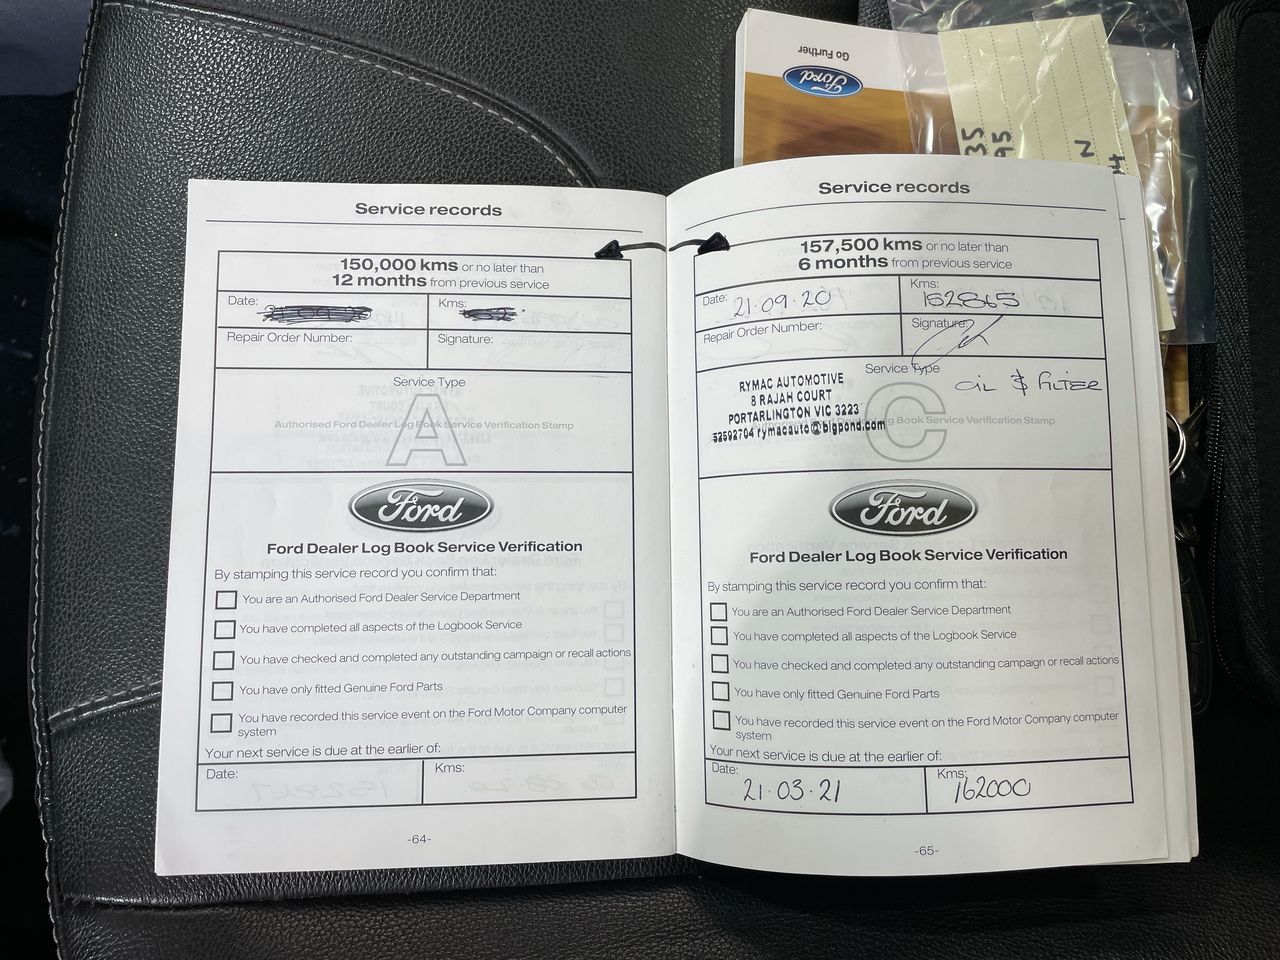 Go Further
Ford
35
95
N
Service records
150,000 kms or no later than
12 months from previous service
Date:
Kms:
Repair Order Number:
Signature:
Service Type
A
Authorised Ford Dealer Log Book Service Verification Stamp
Ford
Ford Dealer Log Book Service Verification
By stamping this service record you confirm that:
You are an Authorised Ford Dealer Service Department
You have completed all aspects of the Logbook Service
You have checked and completed any outstanding campaign or recall actions
You have only fitted Genuine Ford Parts
You have recorded this service event on the Ford Motor Company computer
system
Your next service is due at the earlier of:
Date:
Kms:
-64-
Service records
157,500 kms or no later than
6 months from previous service
Date: 21.09.20
Kms: 152865
Repair Order Number:
Signature:
Service Type
OIL & FILTER
C
RYMAC AUTOMOTIVE
8 RAJAH COURT
PORTARLINGTON VIC 3223
52592704 rymacauto@bigpond.com
Book Service Verification Stamp
Ford
Ford Dealer Log Book Service Verification
By stamping this service record you confirm that:
You are an Authorised Ford Dealer Service Department
You have completed all aspects of the Logbook Service
You have checked and completed any outstanding campaign or recall actions
You have only fitted Genuine Ford Parts
You have recorded this service event on the Ford Motor Company computer
system
Your next service is due at the earlier of:
Date: 21.03.21
Kms: 162000
-65-